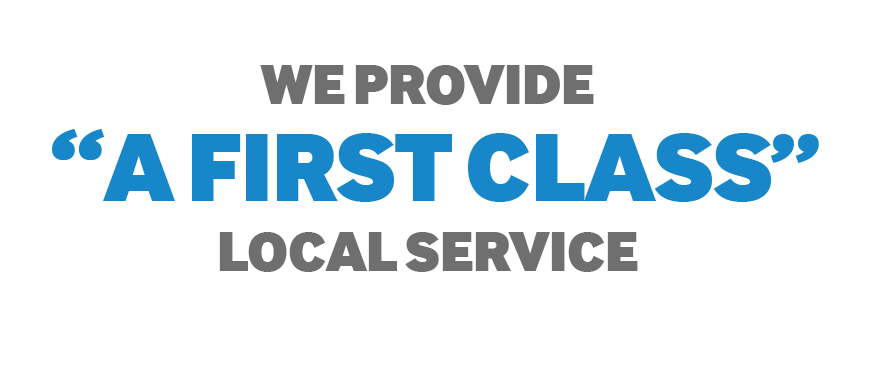 WE PROVIDE
“A FIRST CLASS”
LOCAL SERVICE